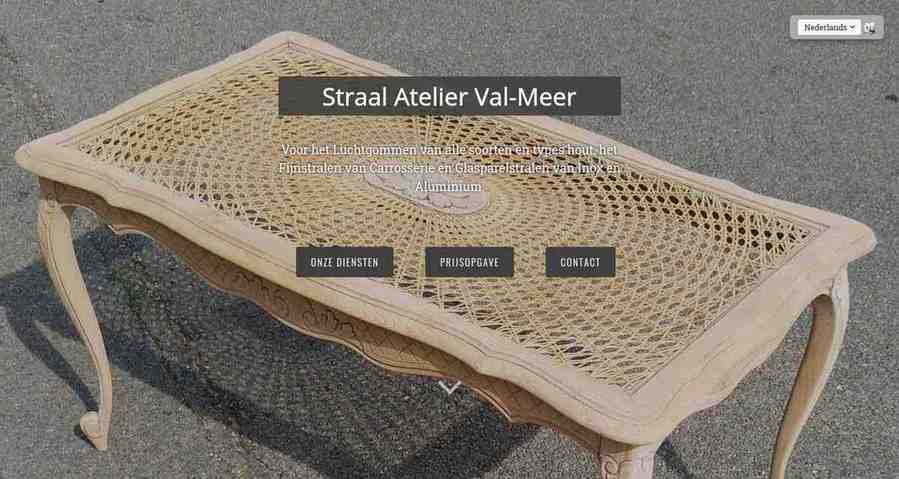 Nederlands
Straal Atelier Val-Meer
Voor het Luchtgommen van alle soorten en types hout, het
Fijnstralen van Carrosserie en Glasparelstralen van Inox en
Aluminium
ONZE DIENSTEN
PRIJSOPGAVE
CONTACT